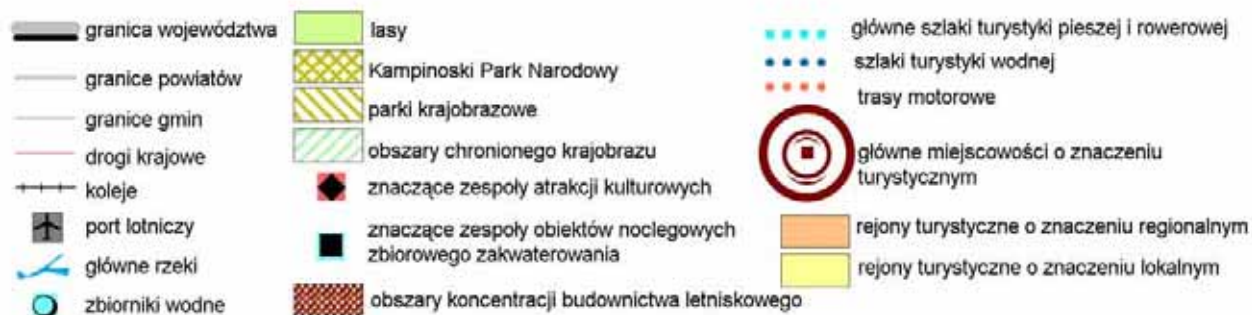 granica województwa
granice powiatów
granice gmin
drogi krajowe
koleje
port lotniczy
główne rzeki
zbiorniki wodne
lasy
Kampinoski Park Narodowy
parki krajobrazowe
obszary chronionego krajobrazu
znaczące zespoły atrakcji kulturowych
znaczące zespoły obiektów noclegowych
zbiorowego zakwaterowania
obszary koncentracji budownictwa letniskowego
główne szlaki turystyki pieszej i rowerowej
szlaki turystyki wodnej
trasy motorowe
główne miejscowości o znaczeniu
turystycznym
rejony turystyczne o znaczeniu regionalnym
rejony turystyczne o znaczeniu lokalnym